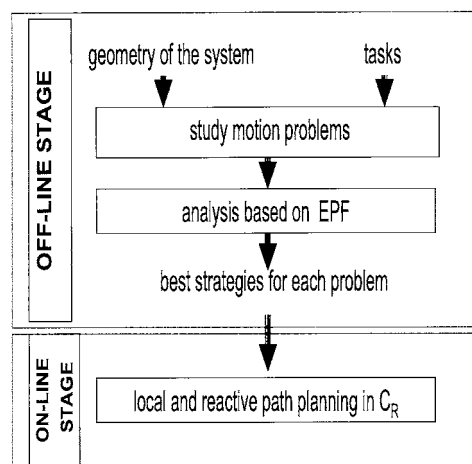 OFF-LINE STAGE
geometry of the system
tasks
study motion problems
analysis based on EPF
best strategies for each problem
ON-LINE
STAGE
local and reactive path planning in C_R